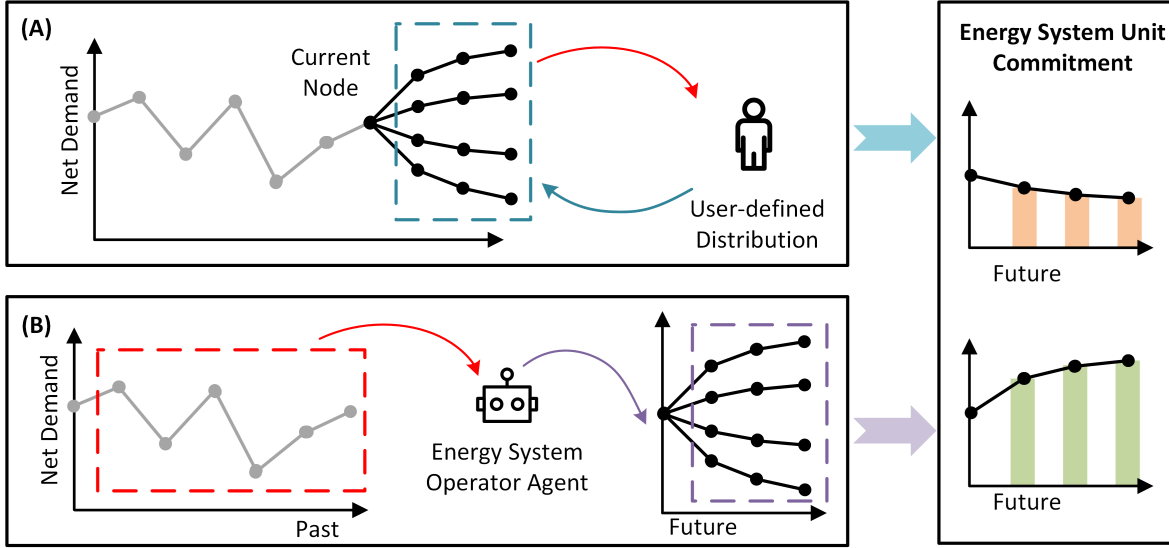 (A)
Net Demand
Current
Node
User-defined
Distribution
(B)
Net Demand
Past
Energy System
Operator Agent
Future
Energy System Unit
Commitment
Future
Future